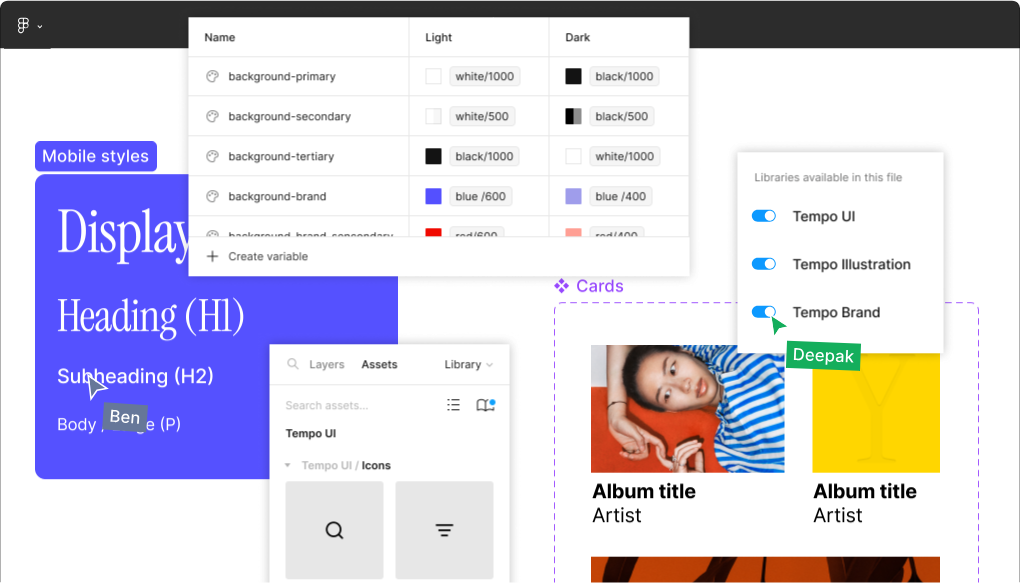 Name Light Dark
background-primary white/1000 black/1000
background-secondary white/500 black/500
background-tertiary black/1000 white/1000
background-brand blue /600 blue /400
background-brand-sencondary red/600 red/400
Create variable
Mobile styles
Display
Heading (H1)
Subheading (H2)
Body (P)
Ben
Layers Assets Library
Search assets...
Tempo UI
Tempo UI / Icons
Libraries available in this file
Tempo UI
Tempo Illustration
Tempo Brand
Deepak
Cards
Album title
Artist
Album title
Artist